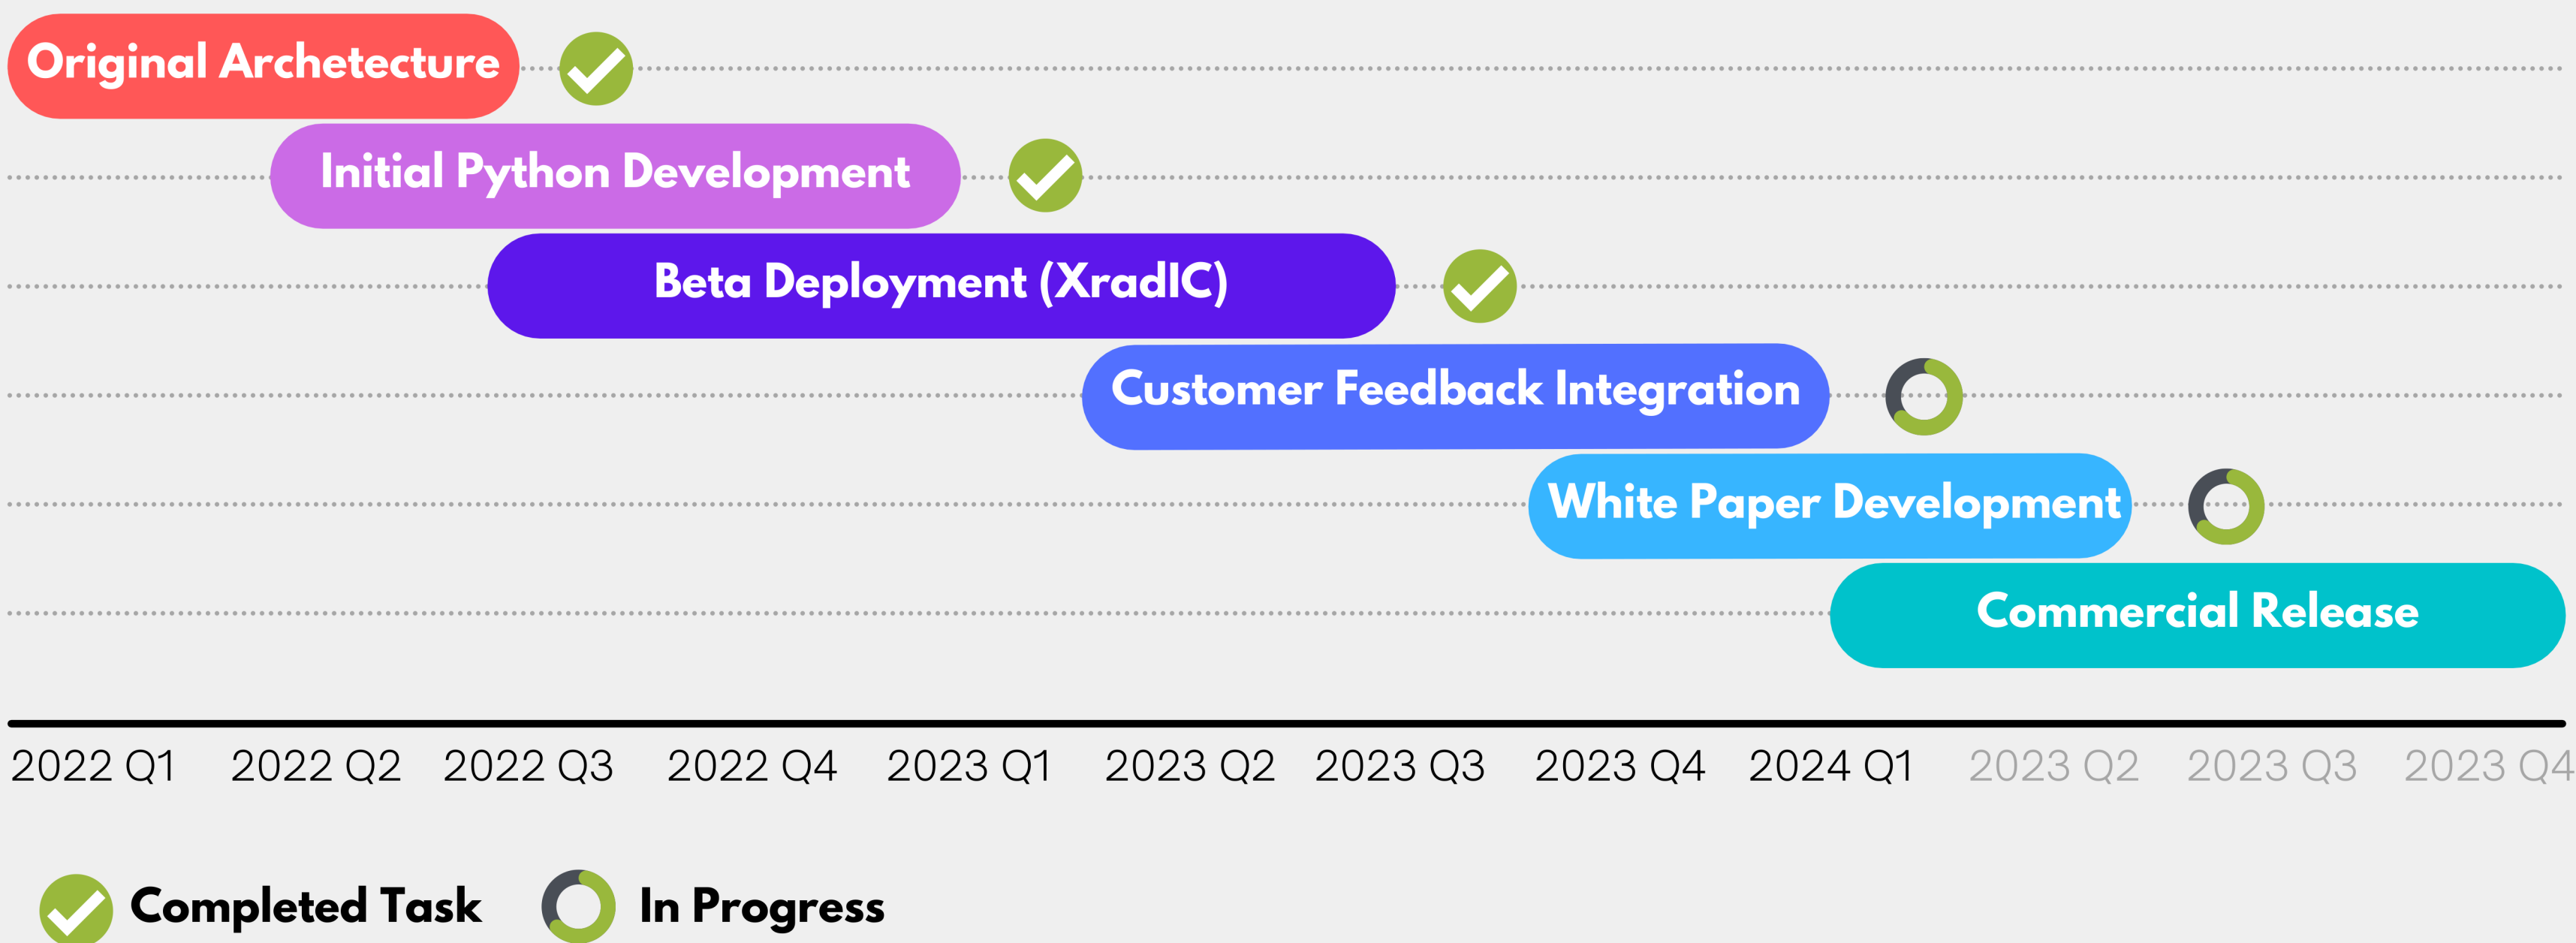 Original Archetecture
Initial Python Development
Beta Deployment (XradIC)
Customer Feedback Integration
White Paper Development
Commercial Release
2022 Q1 2022 Q2 2022 Q3 2022 Q4 2023 Q1 2023 Q2 2023 Q3 2023 Q4 2024 Q1 2023 Q2 2023 Q3 2023 Q4
Completed Task In Progress